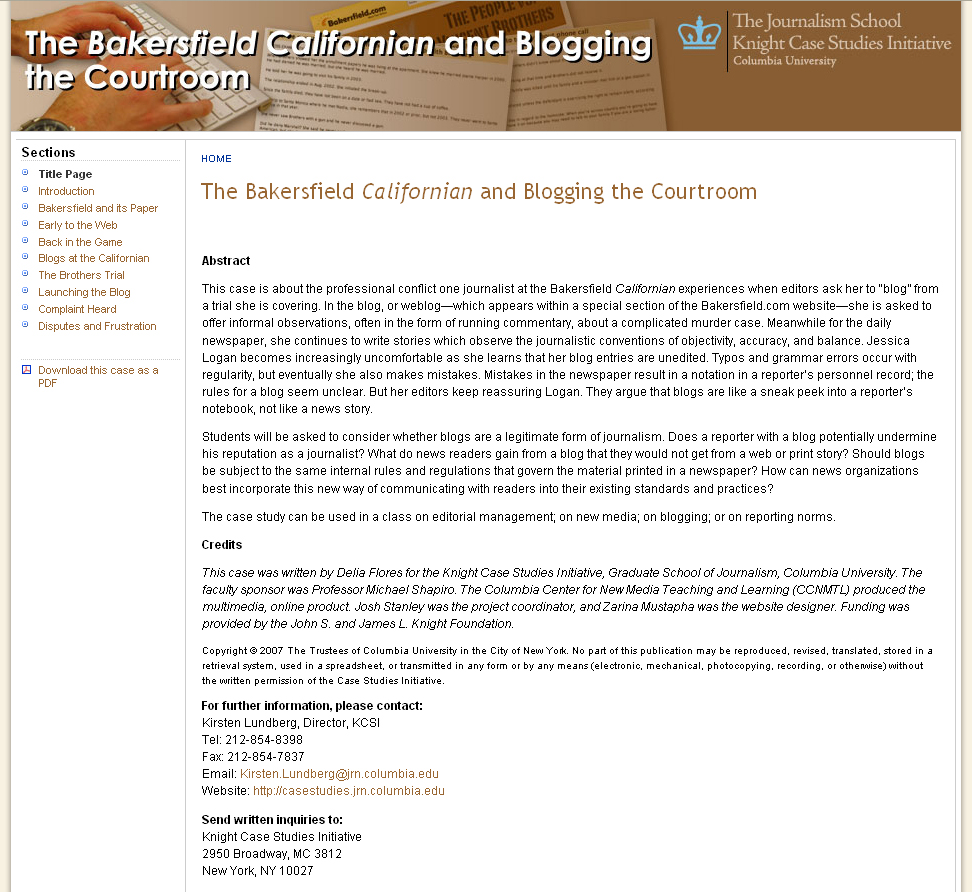 The Bakersfield Californian and Blogging
the Courtroom
Bakersfield.com
THE PEOPLE
BROTHERS
The Journalism School
Knight Case Studies Initiative
Columbia University
Sections
Title Page
Introduction
Bakersfield and its Paper
Early to the Web
Back in the Game
Blogs at the Californian
The Brothers Trial
Launching the Blog
Complaint Heard
Disputes and Frustration
Download this case as a
PDF
HOME
The Bakersfield Californian and Blogging the Courtroom
Abstract
This case is about the professional conflict one journalist at the Bakersfield Californian experiences when editors ask her to "blog" from
a trial she is covering. In the blog, or weblog—which appears within a special section of the Bakersfield.com website—she is asked to
offer informal observations, often in the form of running commentary, about a complicated murder case. Meanwhile for the daily
newspaper, she continues to write stories which observe the journalistic conventions of objectivity, accuracy, and balance. Jessica
Logan becomes increasingly uncomfortable as she learns that her blog entries are unedited. Typos and grammar errors occur with
regularity, but eventually she also makes mistakes. Mistakes in the newspaper result in a notation in a reporter's personnel record; the
rules for a blog seem unclear. But her editors keep reassuring Logan. They argue that blogs are like a sneak peek into a reporter's
notebook, not like a news story.
Students will be asked to consider whether blogs are a legitimate form of journalism. Does a reporter with a blog potentially undermine
his reputation as a journalist? What do news readers gain from a blog that they would not get from a web or print story? Should blogs
be subject to the same internal rules and regulations that govern the material printed in a newspaper? How can news organizations
best incorporate this new way of communicating with readers into their existing standards and practices?
The case study can be used in a class on editorial management; on new media; on blogging; or on reporting norms.
Credits
This case was written by Delia Flores for the Knight Case Studies Initiative, Graduate School of Journalism, Columbia University. The
faculty sponsor was Professor Michael Shapiro. The Columbia Center for New Media Teaching and Learning (CCNMTL) produced the
multimedia, online product. Josh Stanley was the project coordinator, and Zarina Mustapha was the website designer. Funding was
provided by the John S. and James L. Knight Foundation.
Copyright © 2007 The Trustees of Columbia University in the City of New York. No part of this publication may be reproduced, revised, translated, stored in a
retrieval system, used in a spreadsheet, or transmitted in any form or by any means (electronic, mechanical, photocopying, recording, or otherwise) without
the written permission of the Case Studies Initiative.
For further information, please contact:
Kirsten Lundberg, Director, KCSI
Tel: 212-854-8398
Fax: 212-854-7837
Email: Kirsten.Lundberg@jrn.columbia.edu
Website: http://casestudies.jrn.columbia.edu
Send written inquiries to:
Knight Case Studies Initiative
2950 Broadway, MC 3812
New York, NY 10027